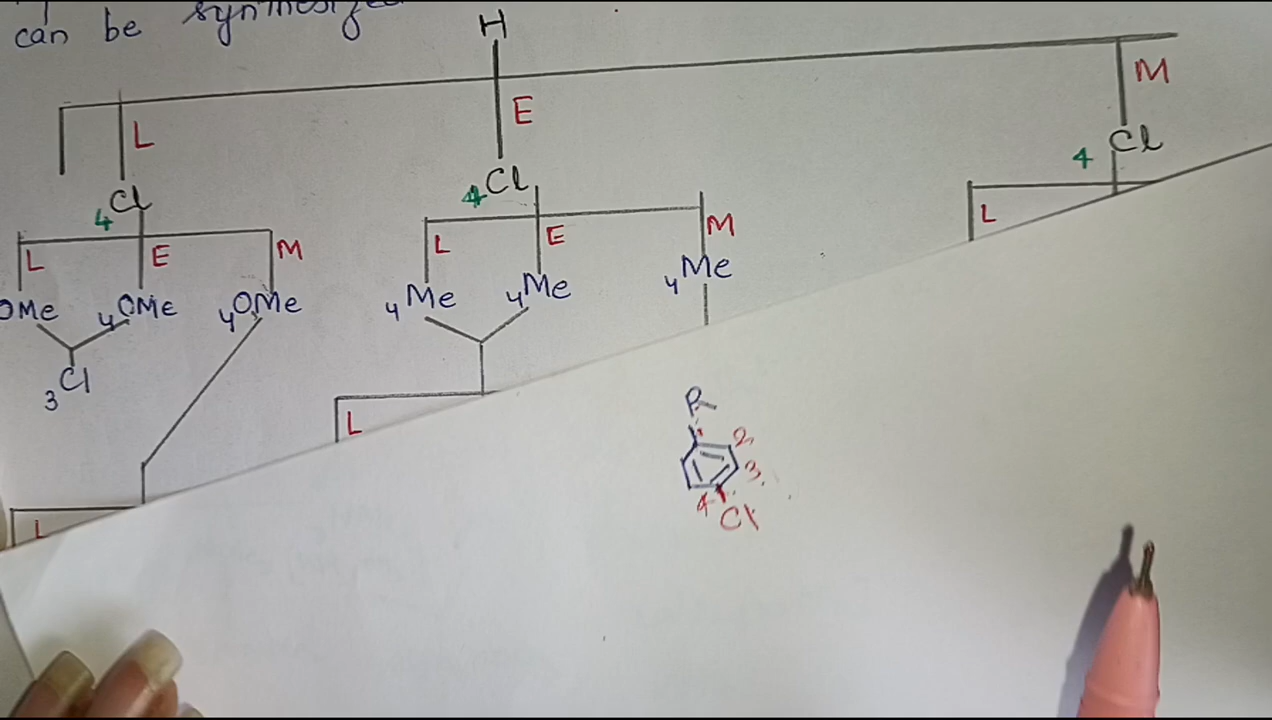 can be synthesize
H
L E M
4 Cl 4 Cl 4 Cl
L E M L E M L
OMe 4 OMe 4 OMe 4 Me 4 Me 4 Me
3 Cl
L
R
2
3
4
Cl
L